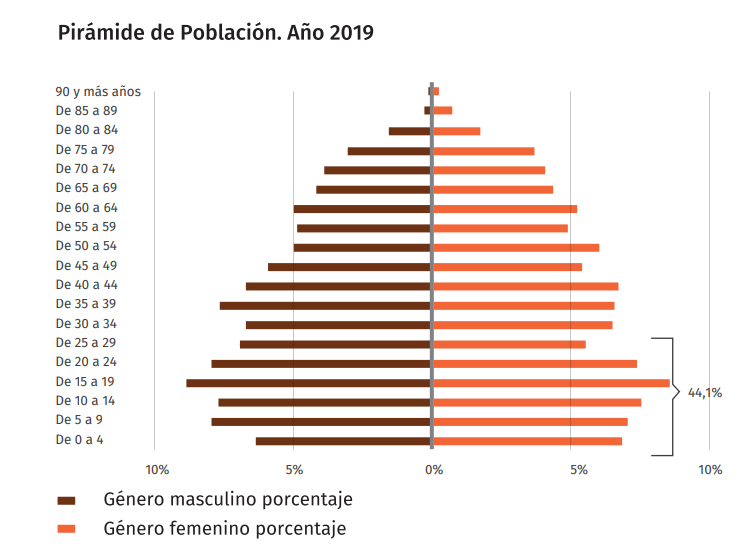 Pirámide de Población. Año 2019
90 y más años
De 85 a 89
De 80 a 84
De 75 a 79
De 70 a 74
De 65 a 69
De 60 a 64
De 55 a 59
De 50 a 54
De 45 a 49
De 40 a 44
De 35 a 39
De 30 a 34
De 25 a 29
De 20 a 24
De 15 a 19
44,1%
De 10 a 14
De 5 a 9
De 0 a 4
10% 5% 0% 5% 10%
Género masculino porcentaje
Género femenino porcentaje